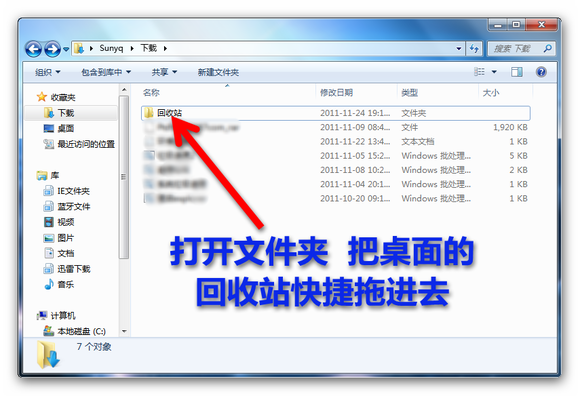 Sunyq 下载
搜索 下载
组织 包含到库中 共享 新建文件夹
名称 修改日期 类型 大小
收藏夹
下载
桌面
最近访问的位置
库
IE文件夹
蓝牙文件
视频
图片
文档
迅雷下载
音乐
计算机
本地磁盘 (C:)
回收站 2011-11-24 19:1... 文件夹
2011-11-09 08:4... 文件 1,920 KB
2011-11-22 13:4... 文本文档 1 KB
2011-11-05 15:2... Windows 批处理... 5 KB
2011-11-08 10:2... Windows 批处理... 2 KB
2011-11-04 20:1... Windows 批处理... 1 KB
2011-10-20 09:1... Windows 批处理... 1 KB
打开文件夹 把桌面的
回收站快捷拖进去
7 个对象